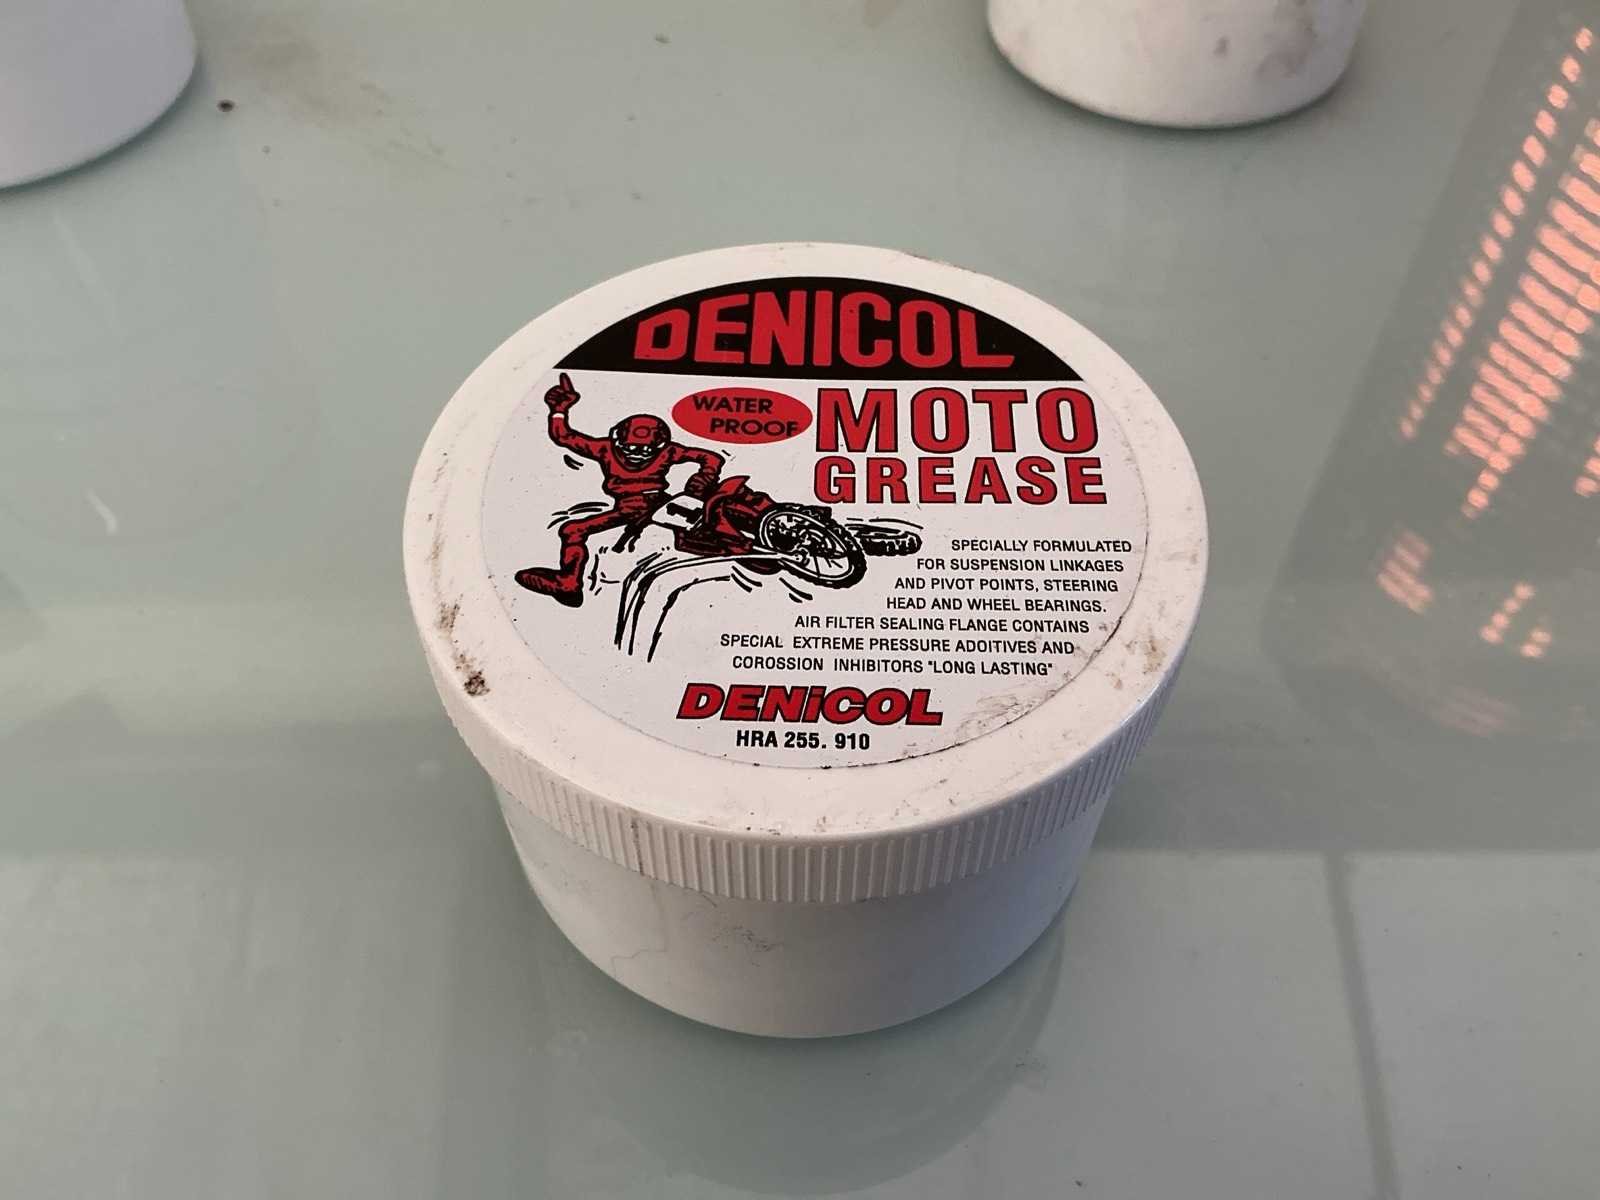 DENICOL
WATER
PROOF
MOTO
GREASE
1
SPECIALLY FORMULATED
FOR SUSPENSION LINKAGES
AND PIVOT POINTS, STEERING
HEAD AND WHEEL BEARINGS.
AIR FILTER SEALING FLANGE CONTAINS
SPECIAL EXTREME PRESSURE ADOITIVES AND
COROSSION INHIBITORS "LONG LASTING"
DENiCOL
HRA 255. 910